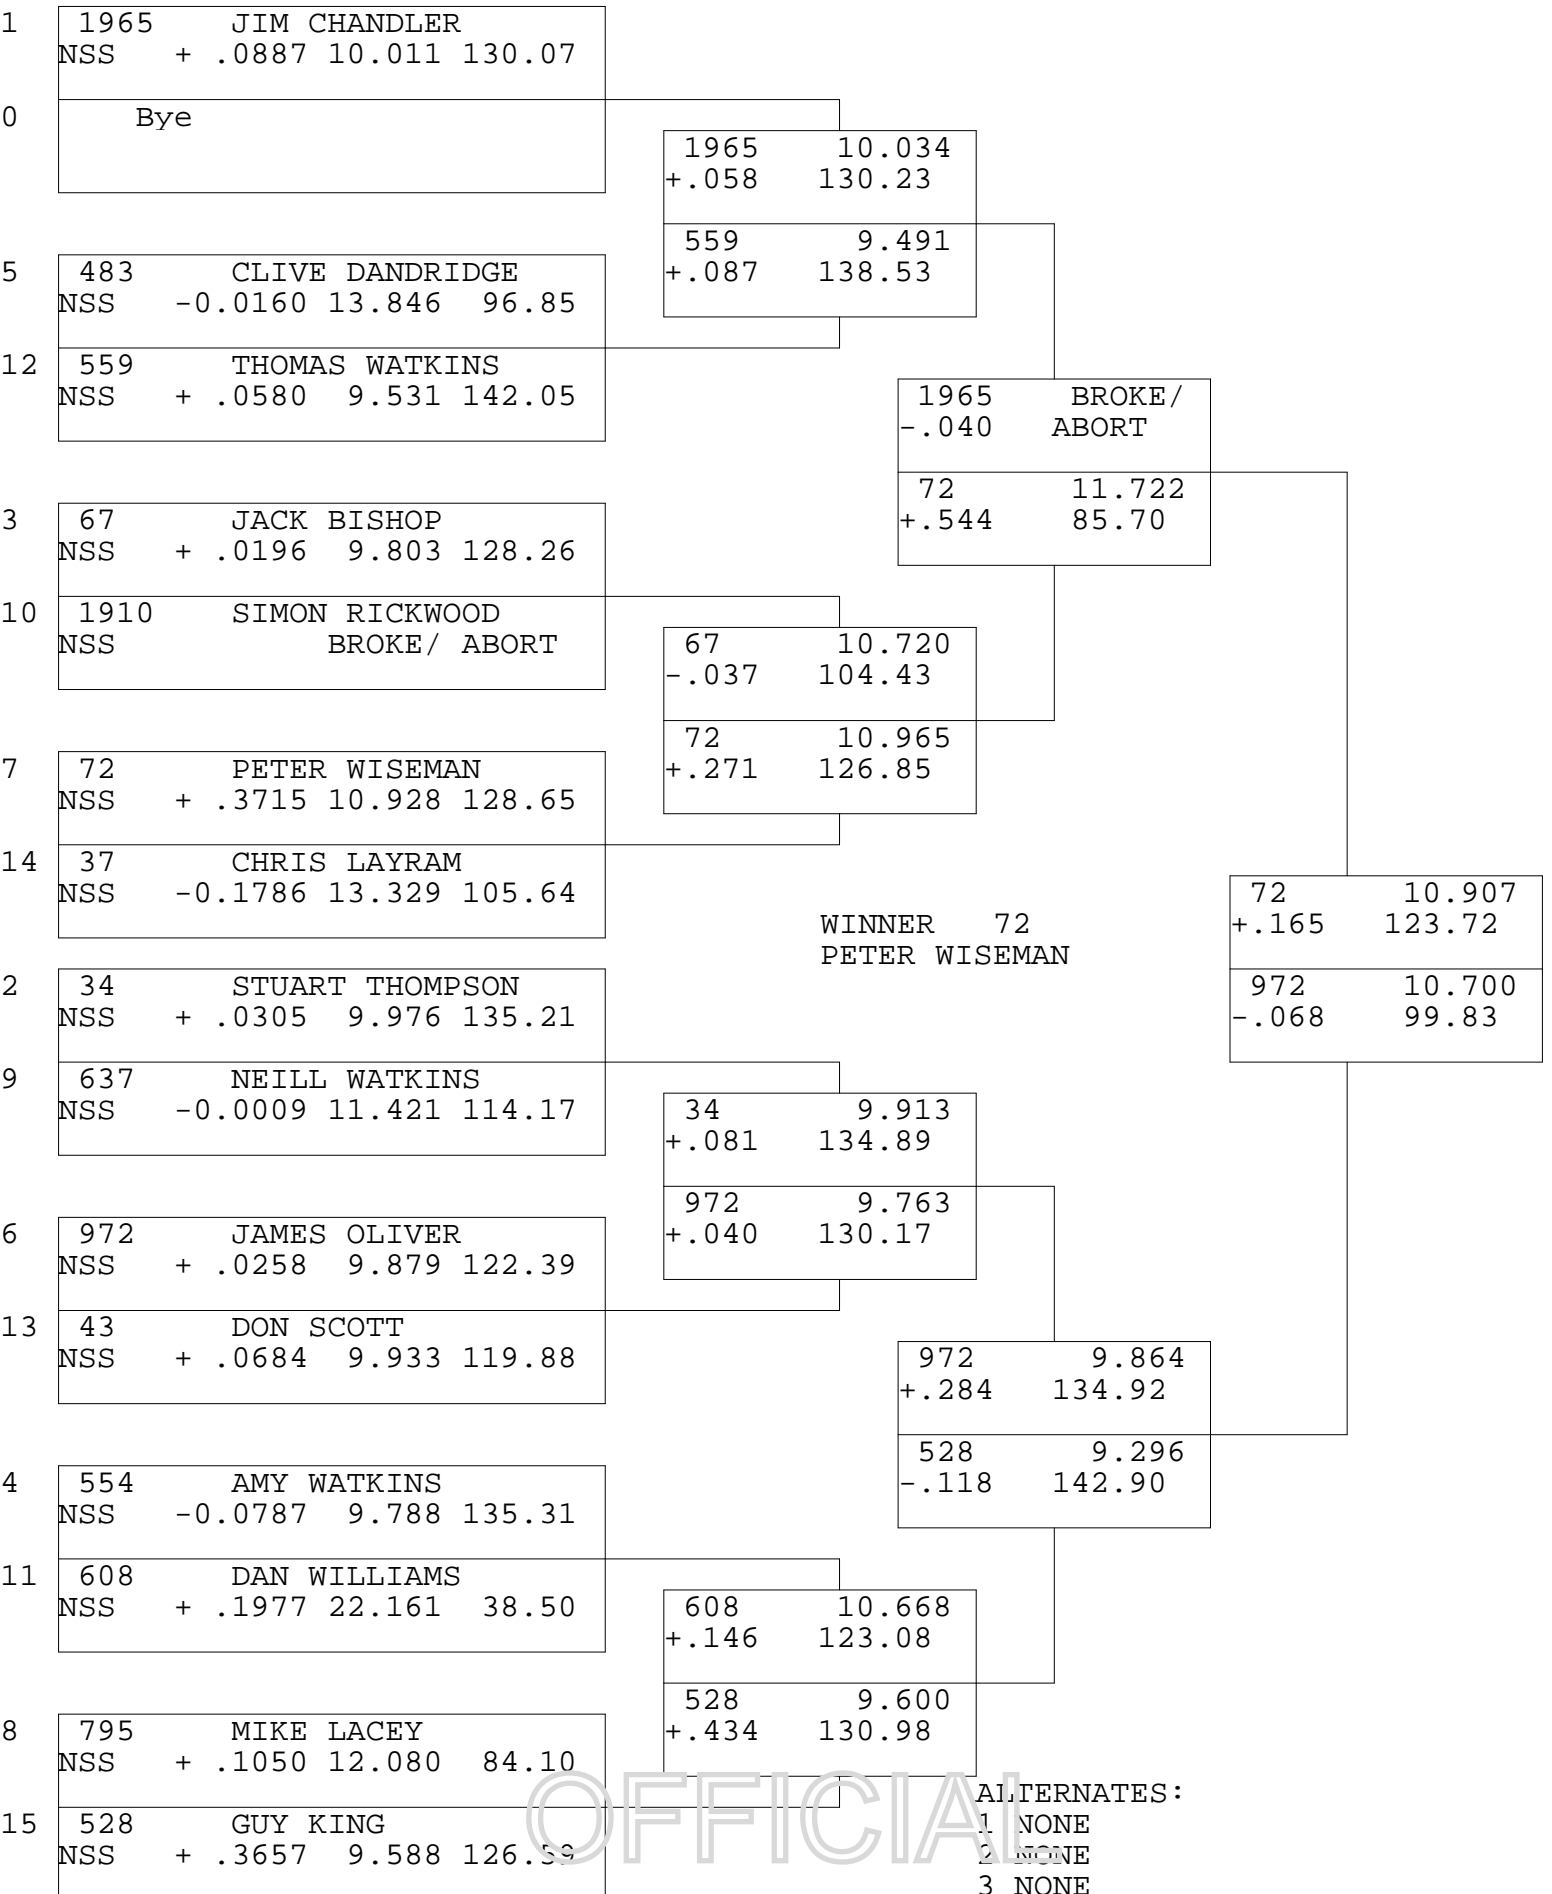 1 1965 JIM CHANDLER
NSS + .0887 10.011 130.07
0 Bye
5 483 CLIVE DANDRIDGE
NSS -0.0160 13.846 96.85
12 559 THOMAS WATKINS
NSS + .0580 9.531 142.05
3 67 JACK BISHOP
NSS + .0196 9.803 128.26
10 1910 SIMON RICKWOOD
NSS BROKE/ ABORT
7 72 PETER WISEMAN
NSS + .3715 10.928 128.65
14 37 CHRIS LAYRAM
NSS -0.1786 13.329 105.64
2 34 STUART THOMPSON
NSS + .0305 9.976 135.21
9 637 NEILL WATKINS
NSS -0.0009 11.421 114.17
6 972 JAMES OLIVER
NSS + .0258 9.879 122.39
13 43 DON SCOTT
NSS + .0684 9.933 119.88
4 554 AMY WATKINS
NSS -0.0787 9.788 135.31
11 608 DAN WILLIAMS
NSS + .1977 22.161 38.50
8 795 MIKE LACEY
NSS + .1050 12.080 84.10
15 528 GUY KING
NSS + .3657 9.588 126.59
1965 10.034
+.058 130.23
559 9.491
+.087 138.53
67 10.720
-.037 104.43
72 10.965
+.271 126.85
34 9.913
+.081 134.89
972 9.763
+.040 130.17
608 10.668
+.146 123.08
528 9.600
+.434 130.98
1965 BROKE/
-.040 ABORT
72 11.722
+.544 85.70
972 9.864
+.284 134.92
528 9.296
-.118 142.90
72 10.907
+.165 123.72
972 10.700
-.068 99.83
WINNER 72
PETER WISEMAN
OFFICIAL
ALTERNATES:
1 NONE
2 NONE
3 NONE